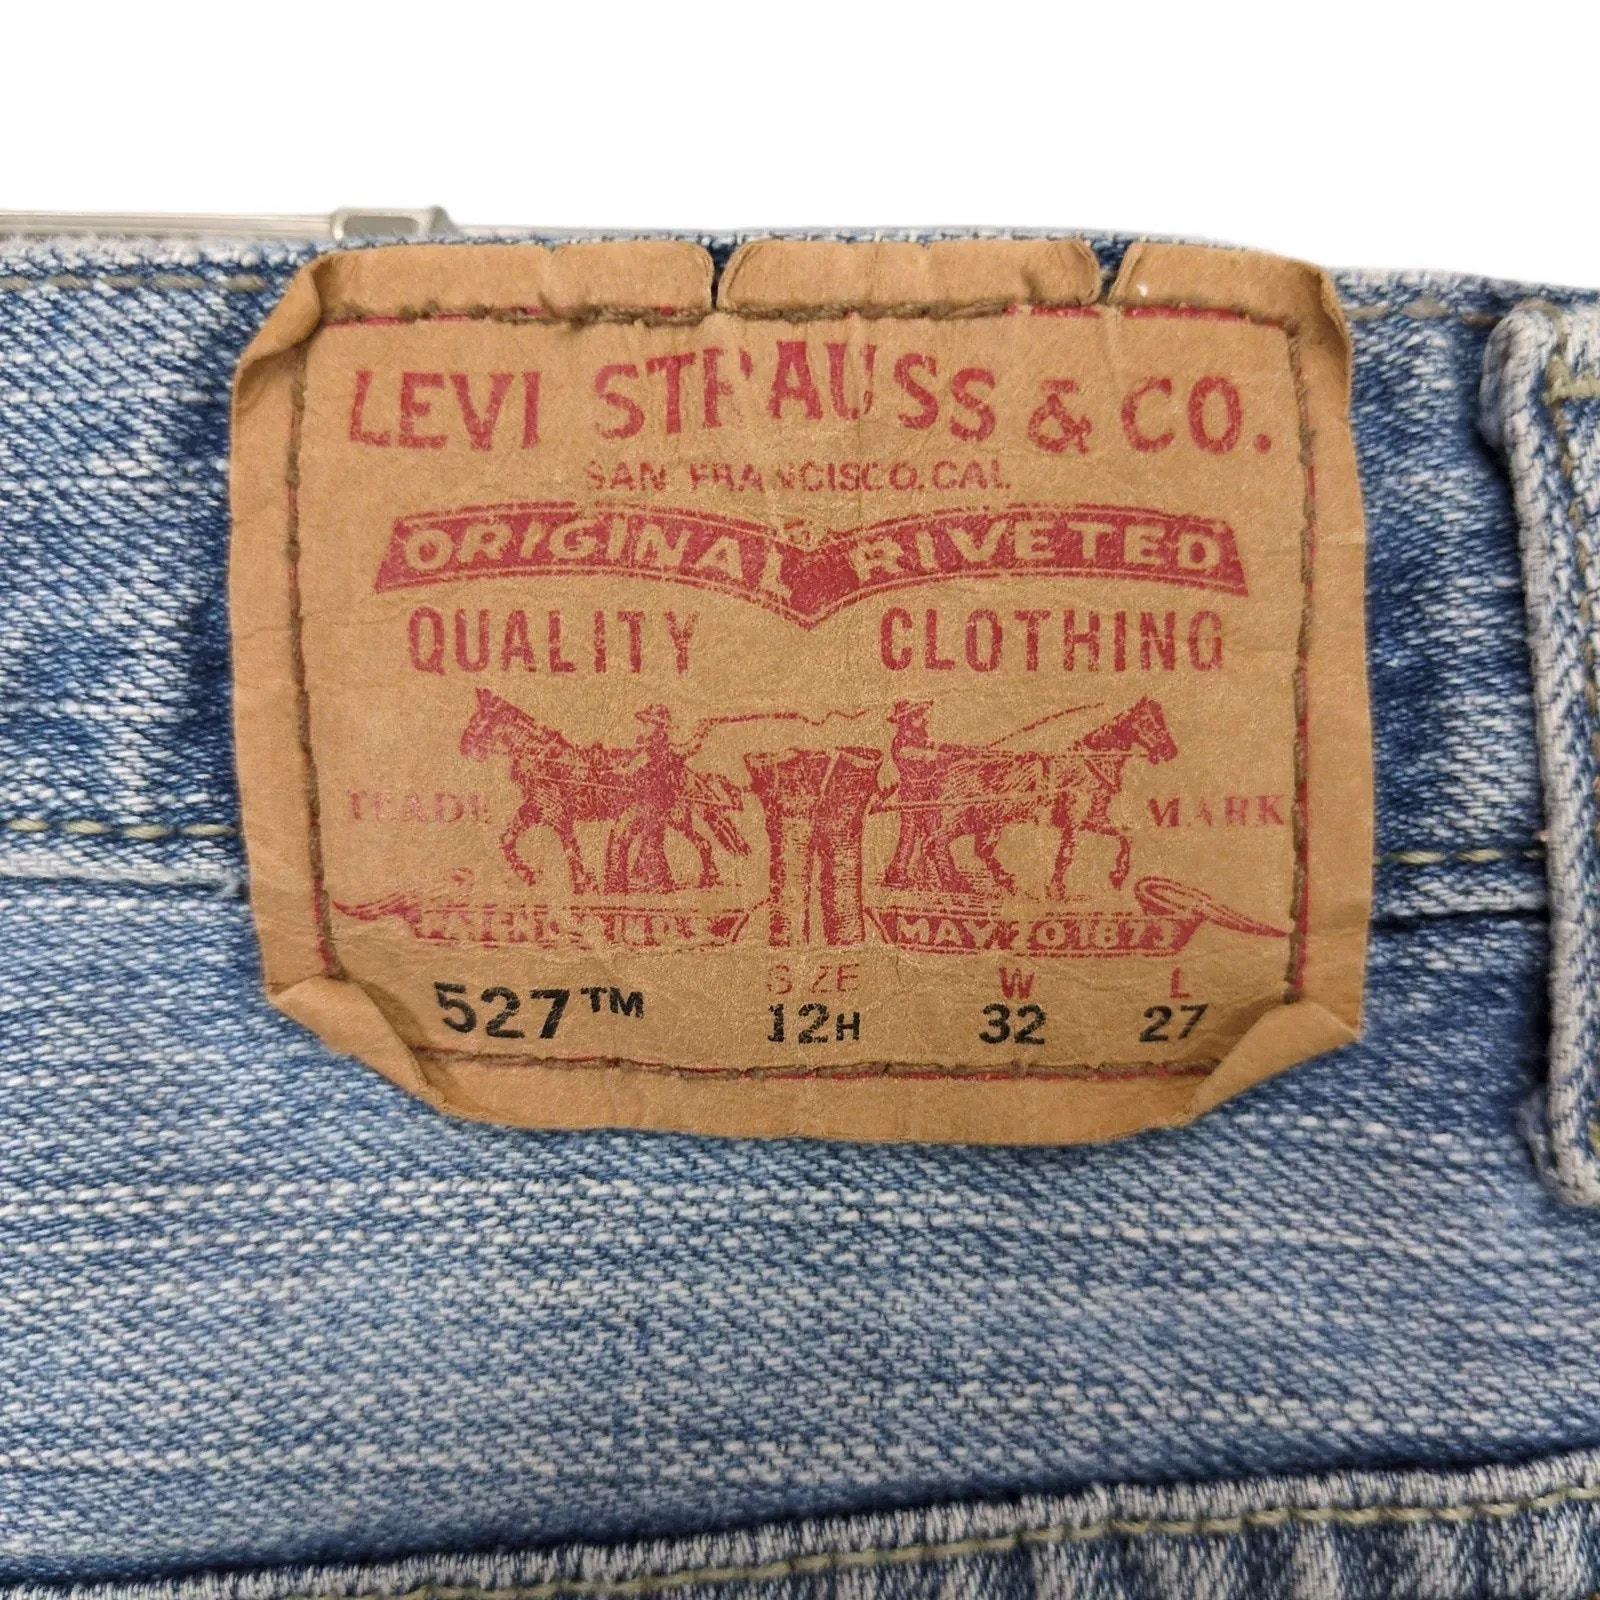 LEVI STRAUSS & CO.
SAN FRANCISCO, CAL.
ORIGINAL RIVETED
QUALITY CLOTHING
TRADE MARK
MAY 20 1873
SIZE W L
527™ 12H 32 27